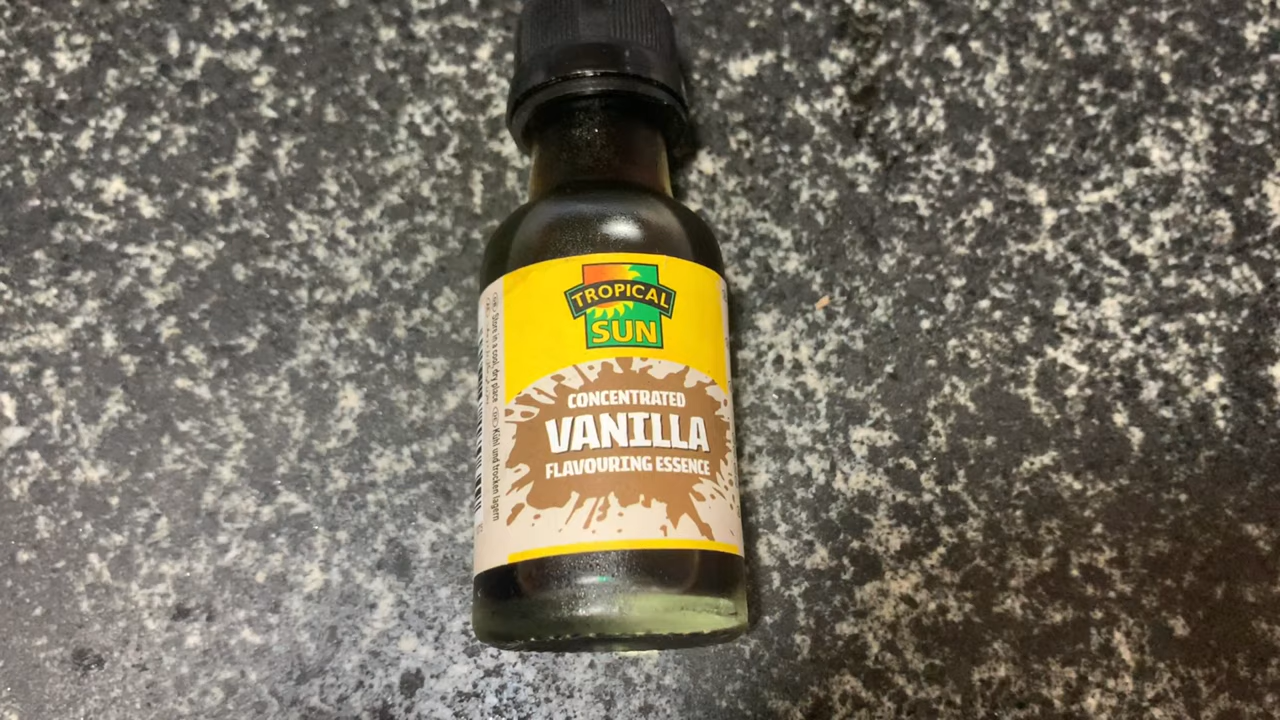 TROPICAL
SUN
CONCENTRATED
VANILLA
FLAVOURING ESSENCE
Store in a cool, dry place
Kühl und trocken lagern